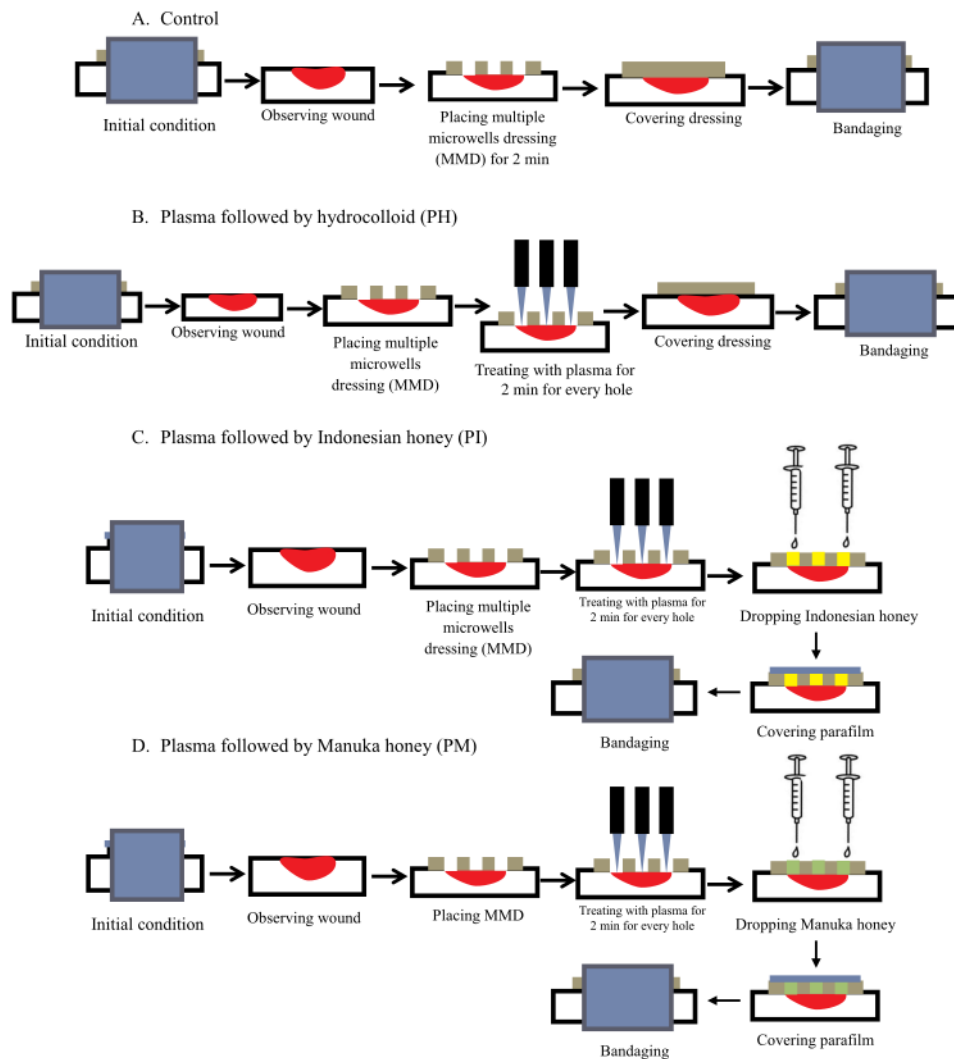 A. Control
Initial condition
Observing wound
Placing multiple
microwells dressing
(MMD) for 2 min
Covering dressing
Bandaging
B. Plasma followed by hydrocolloid (PH)
Initial condition
Observing wound
Placing multiple
microwells
dressing (MMD)
Treating with plasma for
2 min for every hole
Covering dressing
Bandaging
C. Plasma followed by Indonesian honey (PI)
Initial condition
Observing wound
Placing multiple
microwells
dressing (MMD)
Treating with plasma for
2 min for every hole
Dropping Indonesian honey
Covering parafilm
Bandaging
D. Plasma followed by Manuka honey (PM)
Initial condition
Observing wound
Placing MMD
Treating with plasma for
2 min for every hole
Dropping Manuka honey
Covering parafilm
Bandaging